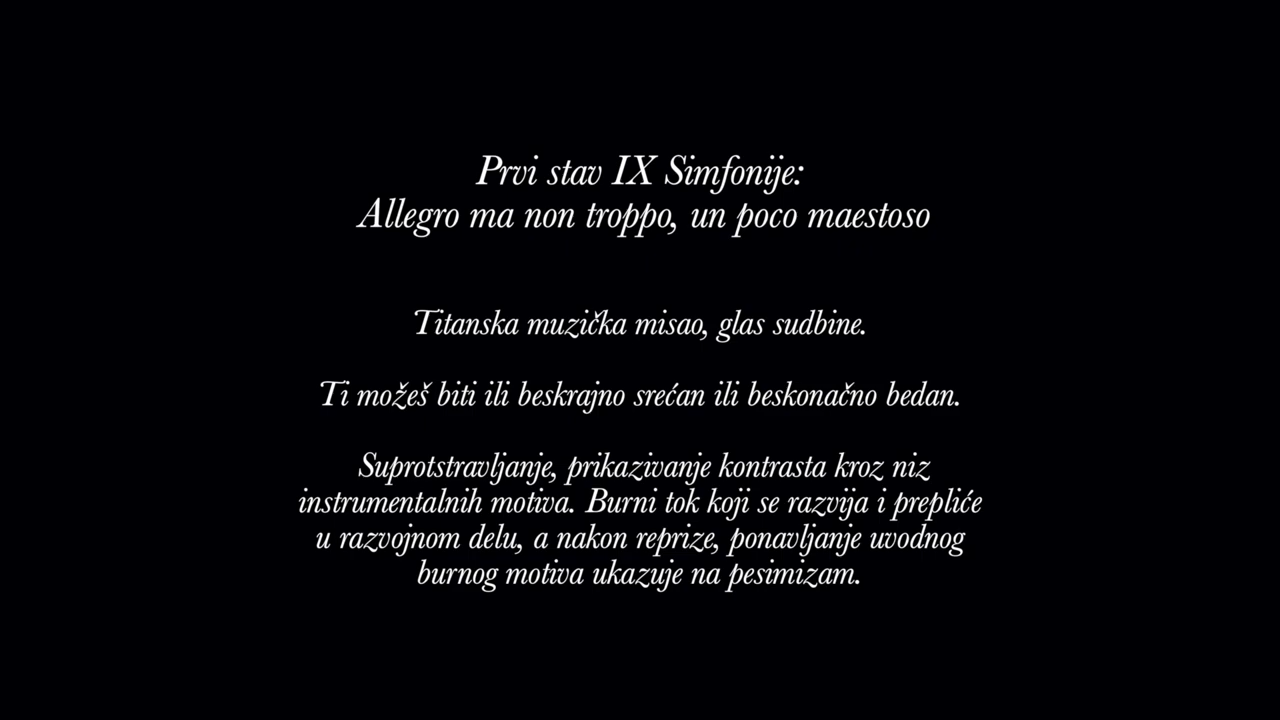 Prvi stav IX Simfonije:
Allegro ma non troppo, un poco maestoso
Titanska muzička misao, glas sudbine.
Ti možeš biti ili beskrajno srećan ili beskonačno bedan.
Suprotstravljanje, prikazivanje kontrasta kroz niz
instrumentalnih motiva. Burni tok koji se razvija i prepliće
u razvojnom delu, a nakon reprize, ponavljanje uvodnog
burnog motiva ukazuje na pesimizam.